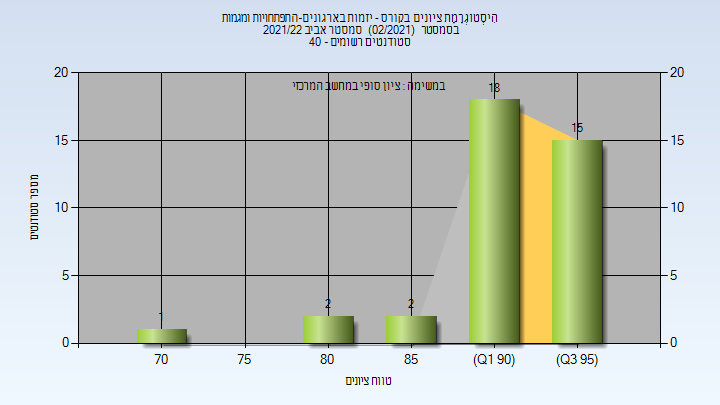 היסטוגרמת ציונים בקורס - יזמות בארגונים-התפתחויות ומגמות
בסמסטר (02/2021) סמסטר אביב 2021/22
סטודנטים רשומים - 40
במשימה : ציון סופי במחשב המרכזי
20 20
15 15
10 10
5 5
0 0
1
2
2
18
15
מספר סטודנטים
70 75 80 85 (Q1 90) (Q3 95)
טווח ציונים